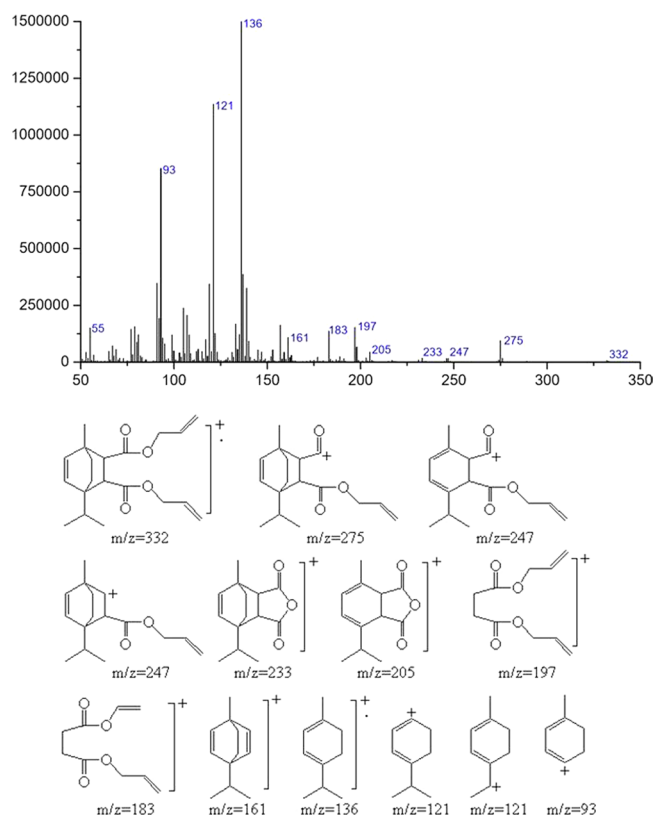 1500000
136
1250000
121
1000000
93
750000
500000
250000
55
161
183
197
205
233
247
275
332
0
50
100
150
200
250
300
350
O
O
O
O
+
.
m/z=332
O
+
O
O
m/z=275
O
+
O
O
m/z=247
+
O
O
m/z=247
O
O
O
+
m/z=233
O
O
O
+
m/z=205
O
O
O
O
+
m/z=197
O
O
O
O
+
m/z=183
+
m/z=161
+
.
m/z=136
+
m/z=121
+
m/z=121
+
m/z=93